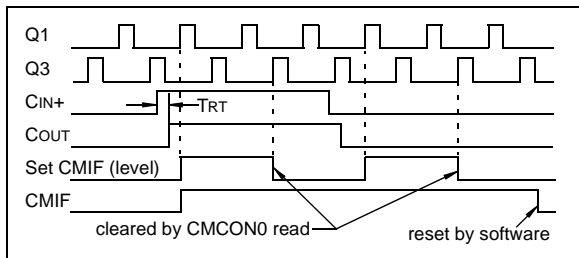 Q1
Q3
CIN+
TRT
COUT
Set CMIF (level)
CMIF
cleared by CMCON0 read
reset by software